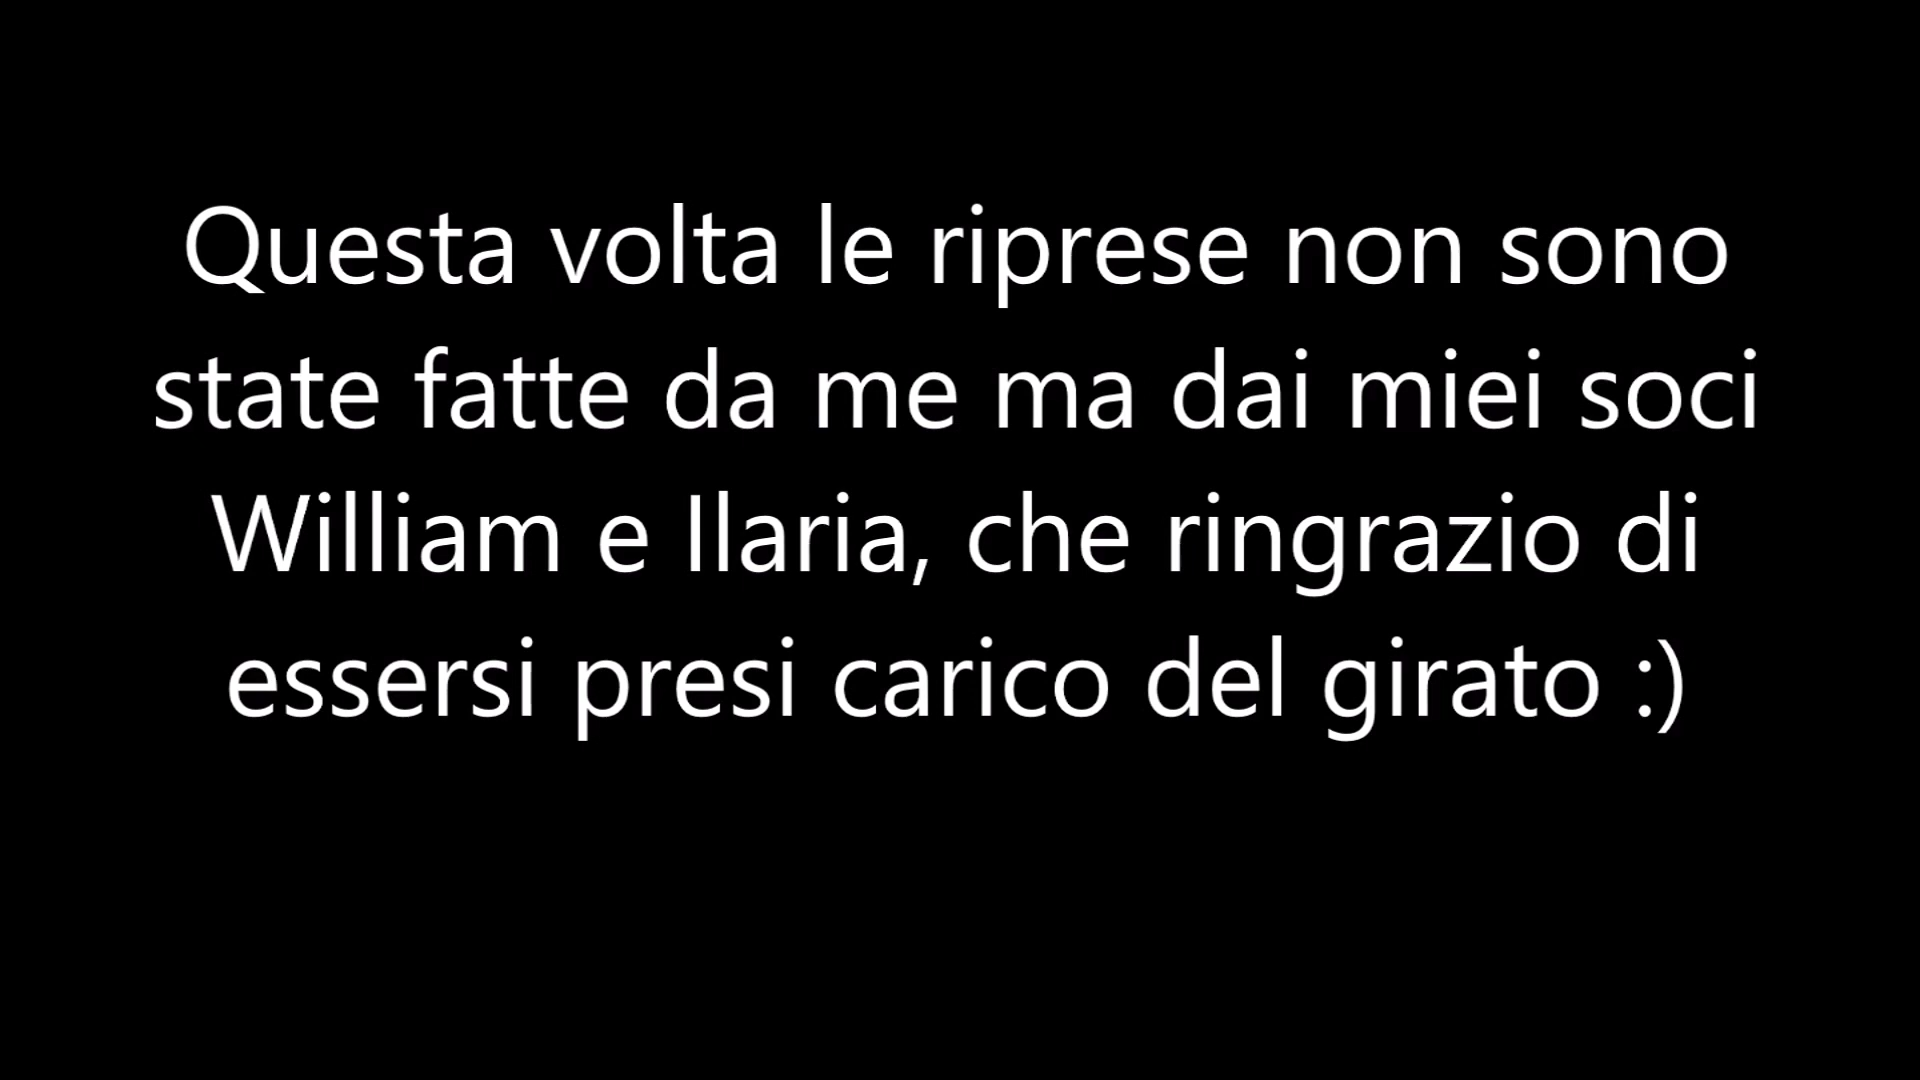 Questa volta le riprese non sono
state fatte da me ma dai miei soci
William e Ilaria, che ringrazio di
essersi presi carico del girato :)